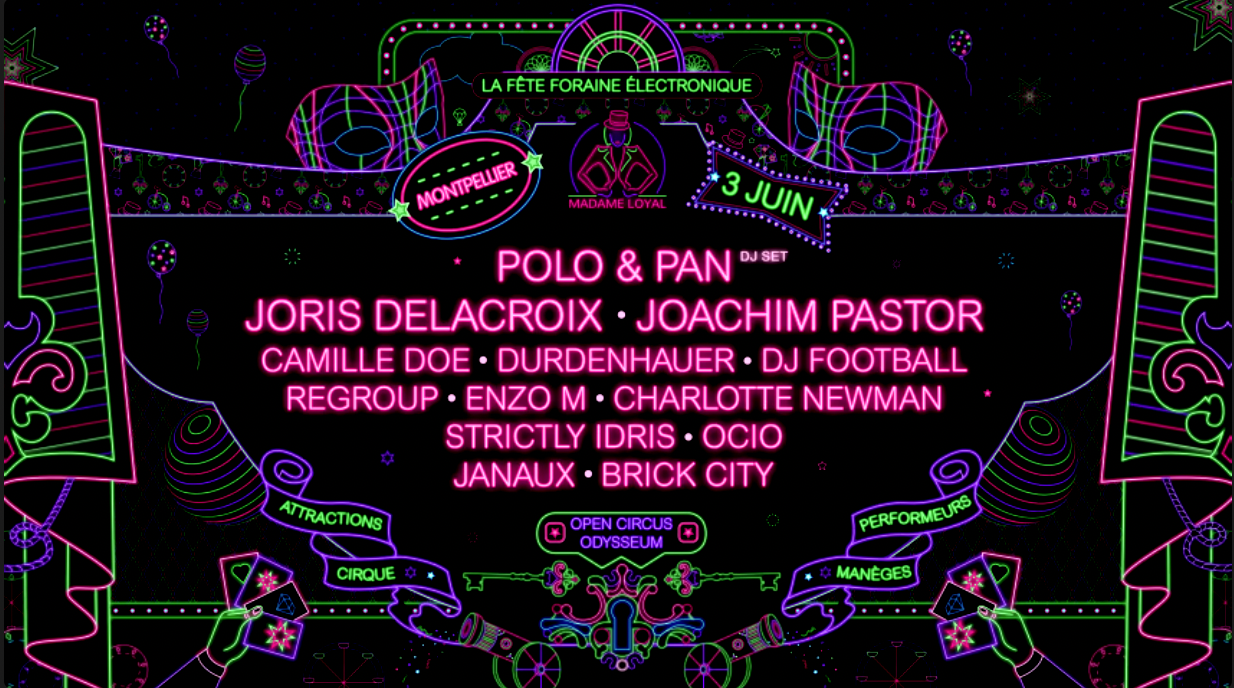 LA FÊTE FORAINE ÉLECTRONIQUE
MONTPELLIER
MADAME LOYAL
3 JUIN
POLO & PAN DJ SET
JORIS DELACROIX • JOACHIM PASTOR
CAMILLE DOE • DURDENHAUER • DJ FOOTBALL
REGROUP • ENZO M • CHARLOTTE NEWMAN
STRICTLY IDRIS • OCIO
JANAUX • BRICK CITY
ATTRACTIONS
CIRQUE
OPEN CIRCUS
ODYSSEUM
PERFORMEURS
MANÈGES